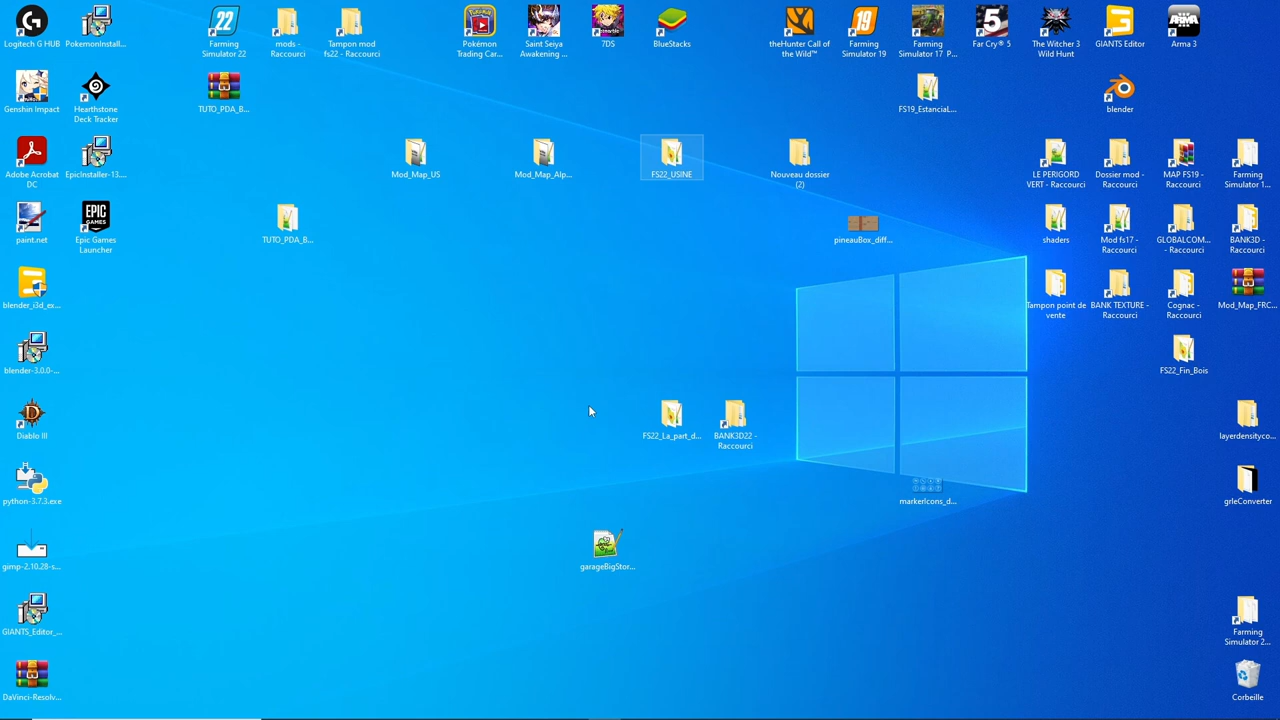 Logitech G HUB
PokemonInstall...
Farming
Simulator 22
mods -
Raccourci
Tampon mod
fs22 - Raccourci
Pokémon
Trading Car...
Saint Seiya
Awakening ...
7DS
BlueStacks
theHunter Call of
the Wild™
Farming
Simulator 19
Farming
Simulator 17 P...
Far Cry® 5
The Witcher 3
Wild Hunt
GIANTS Editor
Arma 3
Genshin Impact
Hearthstone
Deck Tracker
TUTO_PDA_B...
FS19_EstanciaL...
blender
Adobe Acrobat
DC
EpicInstaller-13....
Mod_Map_US
Mod_Map_Alp...
FS22_USINE
Nouveau dossier
(2)
LE PERIGORD
VERT - Raccourci
Dossier mod -
Raccourci
MAP FS19 -
Raccourci
Farming
Simulator 1...
paint.net
Epic Games
Launcher
TUTO_PDA_B...
pineauBox_diff...
shaders
Mod fs17 -
Raccourci
GLOBALCOM...
- Raccourci
BANK3D -
Raccourci
blender_i3d_ex...
Tampon point de
vente
BANK TEXTURE -
Raccourci
Cognac -
Raccourci
Mod_Map_FRC...
blender-3.0.0-...
FS22_Fin_Bois
Diablo III
FS22_La_part_d...
BANK3D22 -
Raccourci
layerdensityco...
python-3.7.3.exe
markerIcons_d...
grleConverter
gimp-2.10.28-s...
garageBigStor...
GIANTS_Editor_...
Farming
Simulator 2...
DaVinci-Resolv...
Corbeille